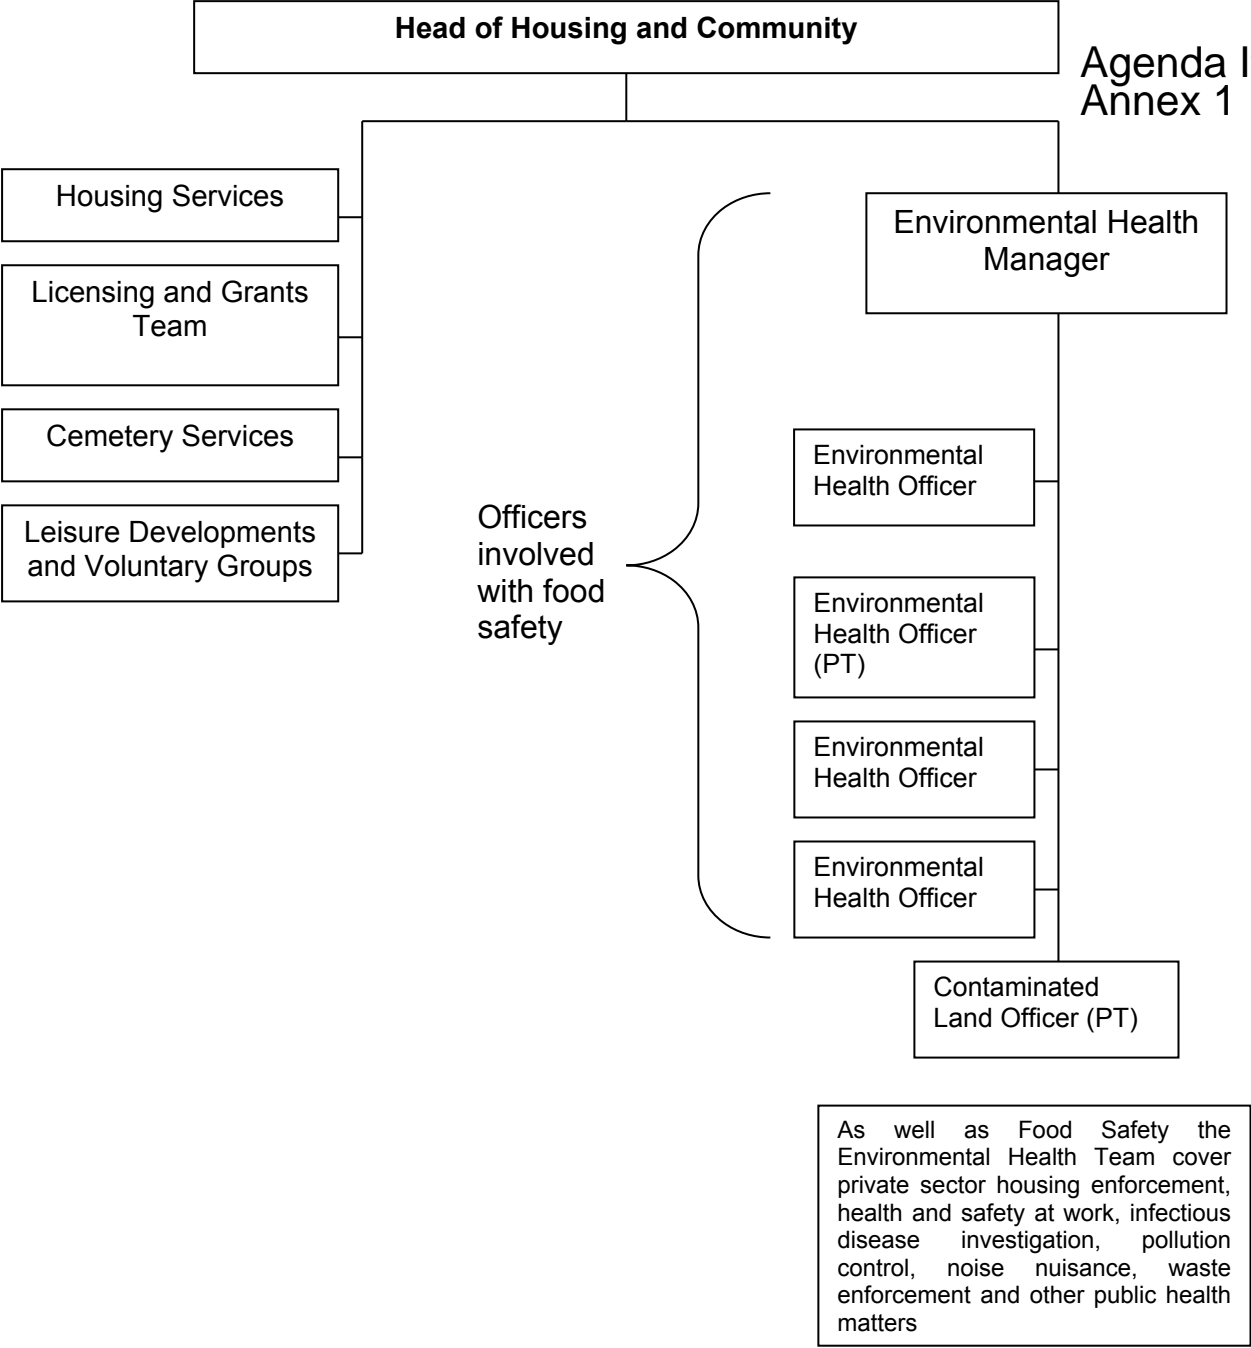 Head of Housing and Community
Agenda I
Annex 1
Housing Services
Licensing and Grants
Team
Cemetery Services
Leisure Developments
and Voluntary Groups
Officers
involved
with food
safety
Environmental Health
Manager
Environmental
Health Officer
Environmental
Health Officer
(PT)
Environmental
Health Officer
Environmental
Health Officer
Contaminated
Land Officer (PT)
As well as Food Safety the
Environmental Health Team cover
private sector housing enforcement,
health and safety at work, infectious
disease investigation, pollution
control, noise nuisance, waste
enforcement and other public health
matters